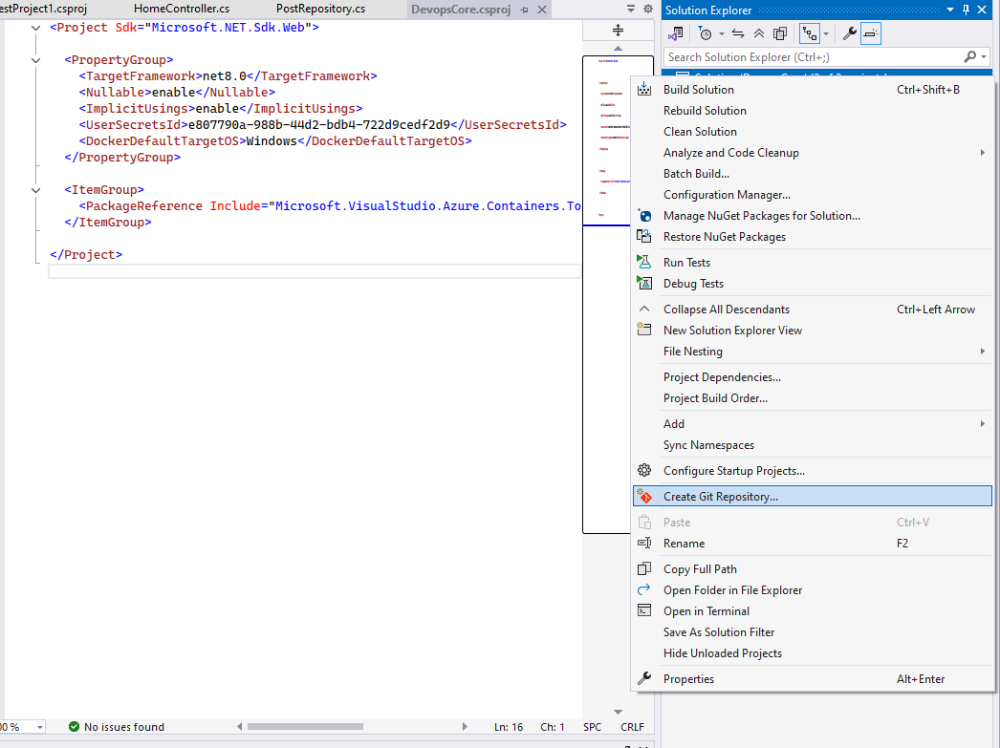 estProject1.csproj
HomeController.cs
PostRepository.cs
DevopsCore.csproj
<Project Sdk="Microsoft.NET.Sdk.Web">
<PropertyGroup>
<TargetFramework>net8.0</TargetFramework>
<Nullable>enable</Nullable>
<ImplicitUsings>enable</ImplicitUsings>
<UserSecretsId>e807790a-988b-44d2-bdb4-722d9cedf2d9</UserSecretsId>
<DockerDefaultTargetOS>Windows</DockerDefaultTargetOS>
</PropertyGroup>
<ItemGroup>
<PackageReference Include="Microsoft.VisualStudio.Azure.Containers.To
</ItemGroup>
</Project>
00 %
No issues found
Ln: 16
Ch: 1
SPC
CRLF
Solution Explorer
Search Solution Explorer (Ctrl+;)
Build Solution Ctrl+Shift+B
Rebuild Solution
Clean Solution
Analyze and Code Cleanup
Batch Build...
Configuration Manager...
Manage NuGet Packages for Solution...
Restore NuGet Packages
Run Tests
Debug Tests
Collapse All Descendants Ctrl+Left Arrow
New Solution Explorer View
File Nesting
Project Dependencies...
Project Build Order...
Add
Sync Namespaces
Configure Startup Projects...
Create Git Repository...
Paste Ctrl+V
Rename F2
Copy Full Path
Open Folder in File Explorer
Open in Terminal
Save As Solution Filter
Hide Unloaded Projects
Properties Alt+Enter